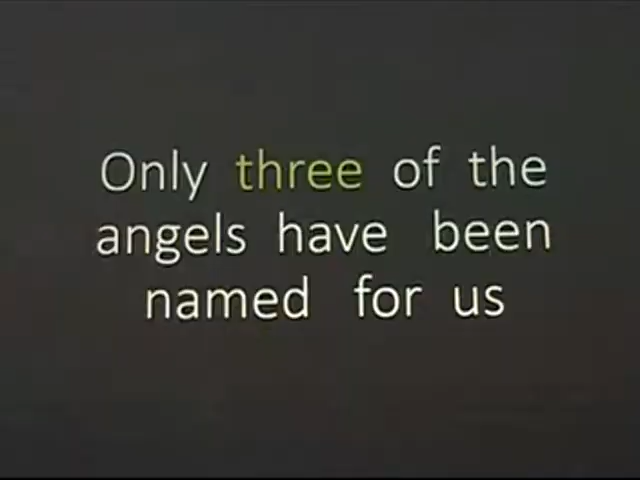 Only three of the
angels have been
named for us